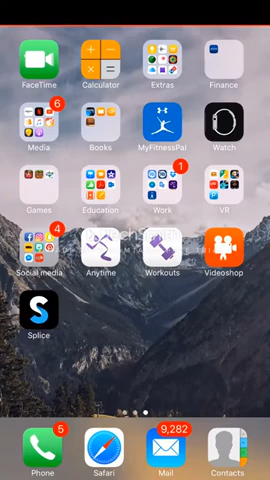 FaceTime
Calculator
Extras
Finance
6
Media
Books
MyFitnessPal
Watch
Games
Education
1
Work
VR
4
Social media
Anytime
Workouts
Videoshop
S
Splice
5
Phone
Safari
9,282
Mail
Contacts